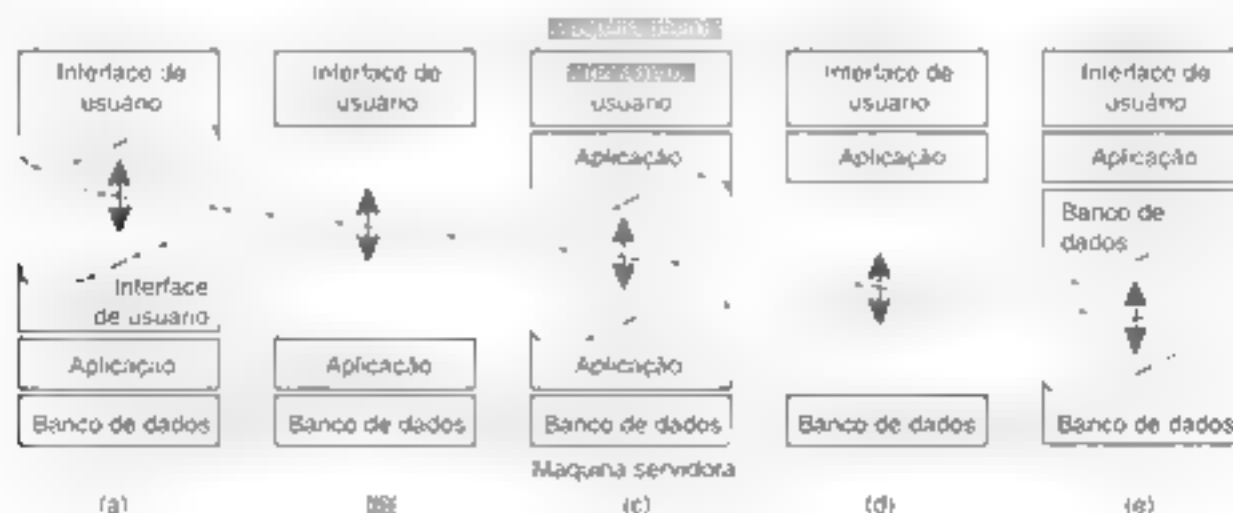 Interface de
usuário
Interface de
usuário
usuário
Interface de
usuário
Interface de
usuário
Aplicação
Aplicação
Aplicação
Banco de
dados
Interface
de usuário
Aplicação
Aplicação
Aplicação
Banco de dados
Banco de dados
Banco de dados
Banco de dados
Banco de dados
Maquina servidora
(a)
(c)
(d)
(e)